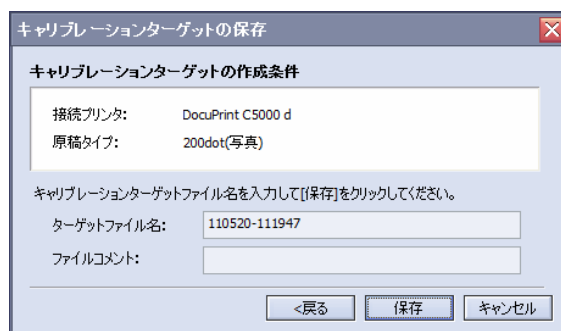 キャリブレーションターゲットの保存
キャリブレーションターゲットの作成条件
接続プリンタ: DocuPrint C5000 d
原稿タイプ: 200dot(写真)
キャリブレーションターゲットファイル名を入力して[保存]をクリックしてください。
ターゲットファイル名: 110520-111947
ファイルコメント:
<戻る 保存 キャンセル